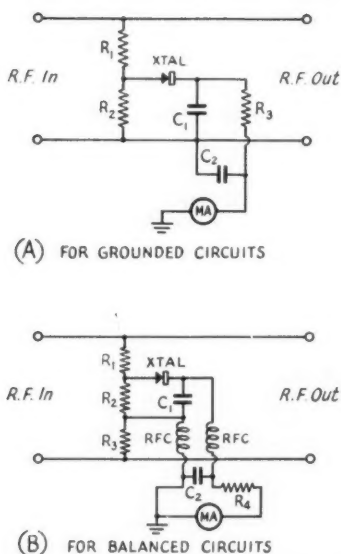 R₁
XTAL
R.F. In
R.F. Out
R₂
C₁
R₃
C₂
MA
(A) FOR GROUNDED CIRCUITS
R₁
XTAL
R.F. In
R₂
C₁
R.F. Out
R₃
RFC
RFC
C₂
R₄
MA
(B) FOR BALANCED CIRCUITS